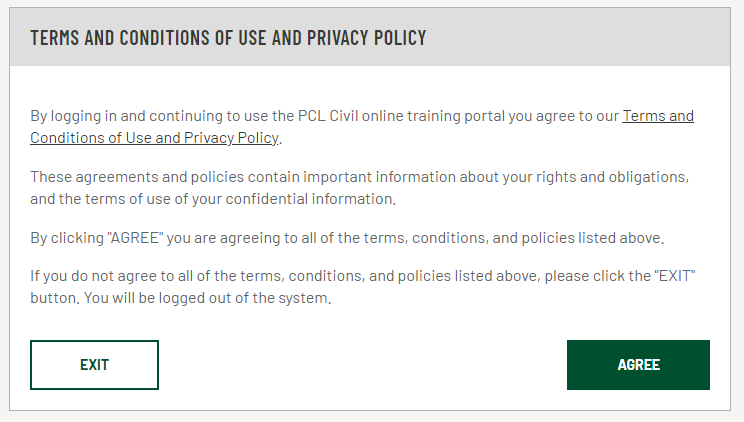 TERMS AND CONDITIONS OF USE AND PRIVACY POLICY
By logging in and continuing to use the PCL Civil online training portal you agree to our Terms and
Conditions of Use and Privacy Policy.
These agreements and policies contain important information about your rights and obligations,
and the terms of use of your confidential information.
By clicking "AGREE" you are agreeing to all of the terms, conditions, and policies listed above.
If you do not agree to all of the terms, conditions, and policies listed above, please click the "EXIT"
button. You will be logged out of the system.
EXIT
AGREE